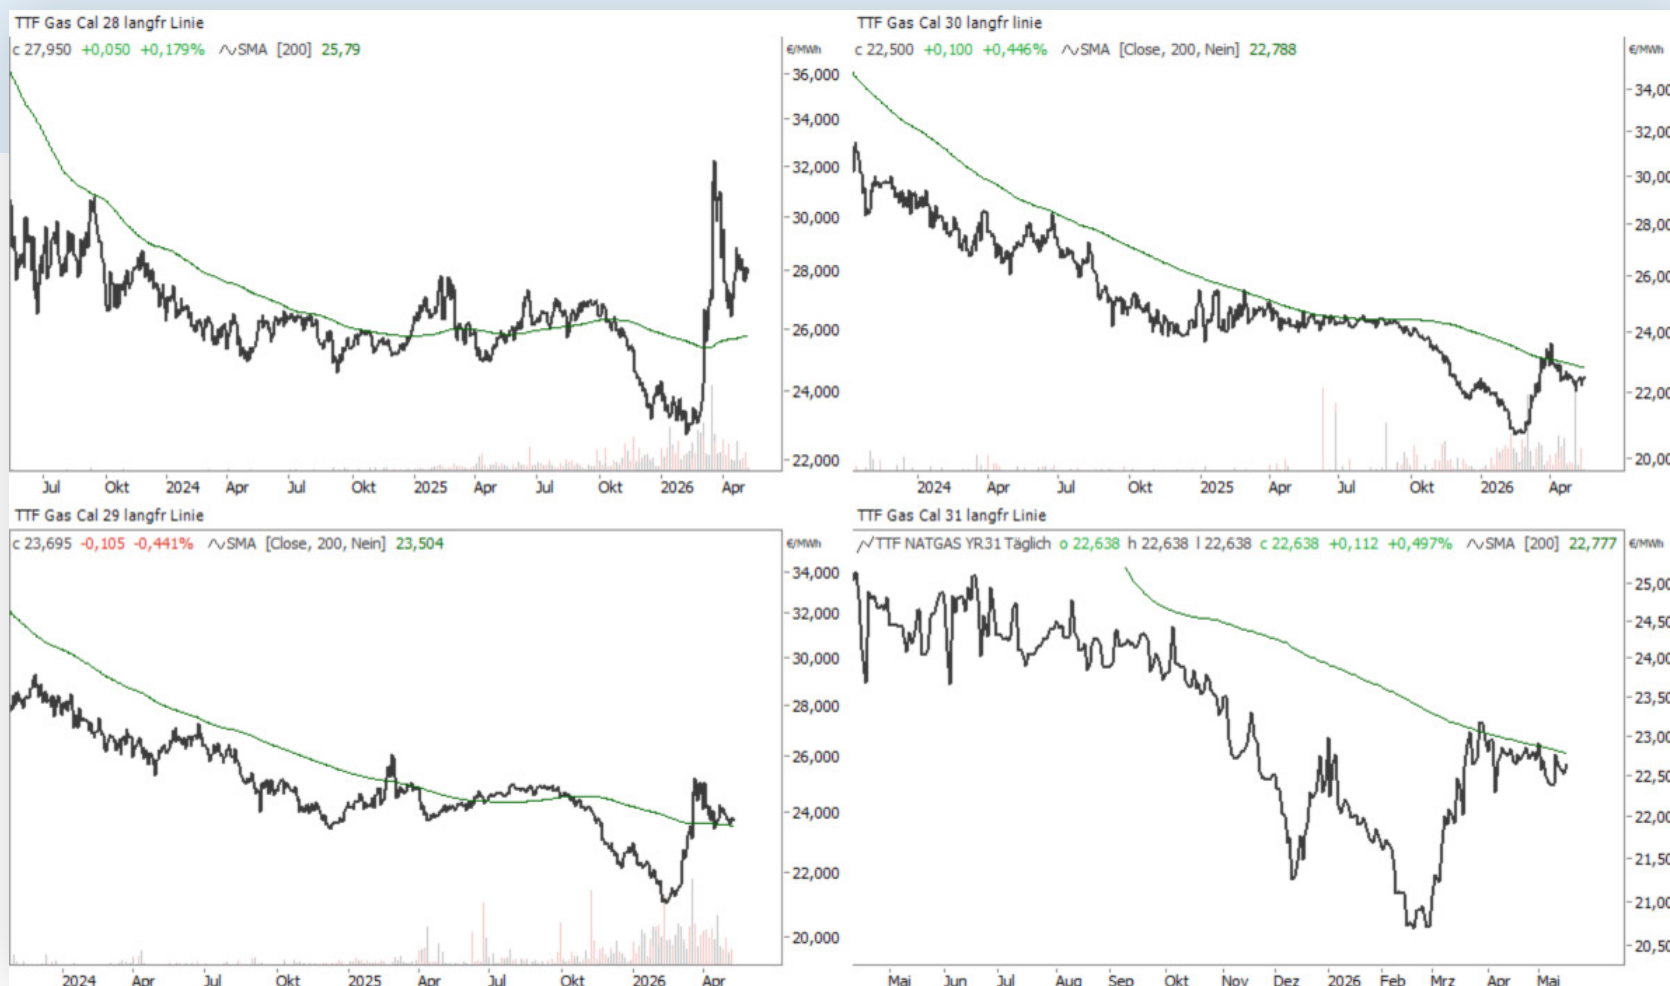 TTF Gas Cal 28 langfr Linie
c 27,950 +0,050 +0,179% SMA [200] 25,79
€/MWh
36,000
34,000
32,000
30,000
28,000
26,000
24,000
22,000
Jul Okt 2024 Apr Jul Okt 2025 Apr Jul Okt 2026 Apr
TTF Gas Cal 30 langfr linie
c 22,500 +0,100 +0,446% SMA [Close, 200, Nein] 22,788
€/MWh
34,00
32,00
30,00
28,00
26,00
24,00
22,00
20,00
2024 Apr Jul Okt 2025 Apr Jul Okt 2026 Apr
TTF Gas Cal 29 langfr Linie
c 23,695 -0,105 -0,441% SMA [Close, 200, Nein] 23,504
€/MWh
34,000
32,000
30,000
28,000
26,000
24,000
22,000
20,000
2024 Apr Jul Okt 2025 Apr Jul Okt 2026 Apr
TTF Gas Cal 31 langfr Linie
TTF NATGAS YR31 Täglich o 22,638 h 22,638 l 22,638 c 22,638 +0,112 +0,497% SMA [200] 22,777
€/MWh
25,00
24,50
24,00
23,50
23,00
22,50
22,00
21,50
21,00
20,50
Mai Jun Jul Aug Sep Okt Nov Dez 2026 Feb Mrz Apr Mai